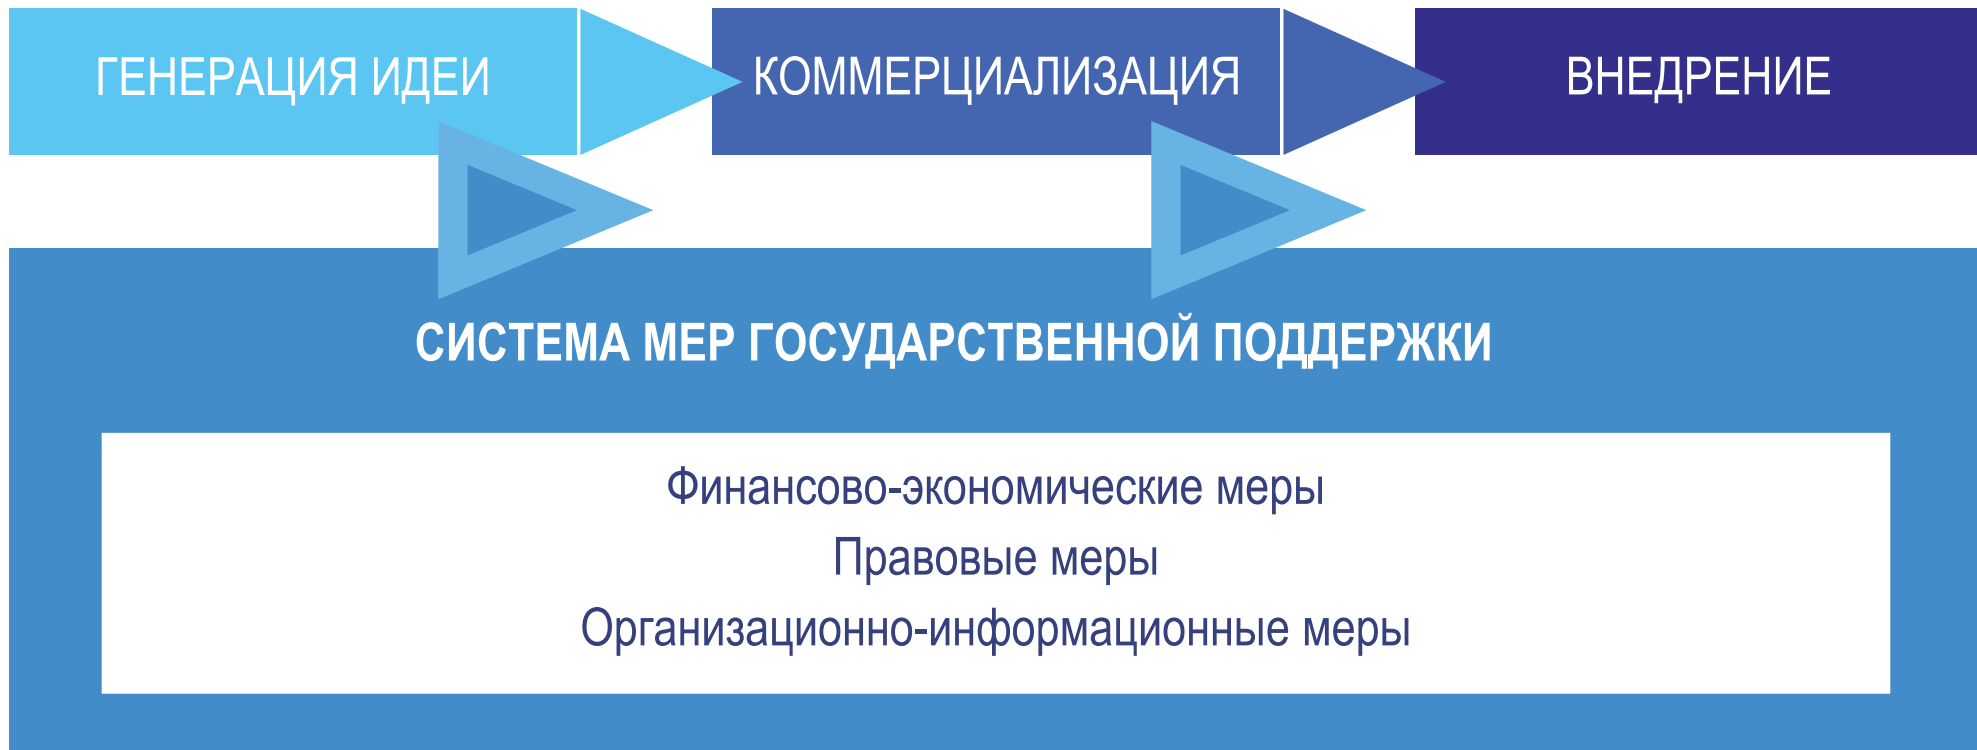 ГЕНЕРАЦИЯ ИДЕИ
КОММЕРЦИАЛИЗАЦИЯ
ВНЕДРЕНИЕ
СИСТЕМА МЕР ГОСУДАРСТВЕННОЙ ПОДДЕРЖКИ
Финансово-экономические меры
Правовые меры
Организационно-информационные меры